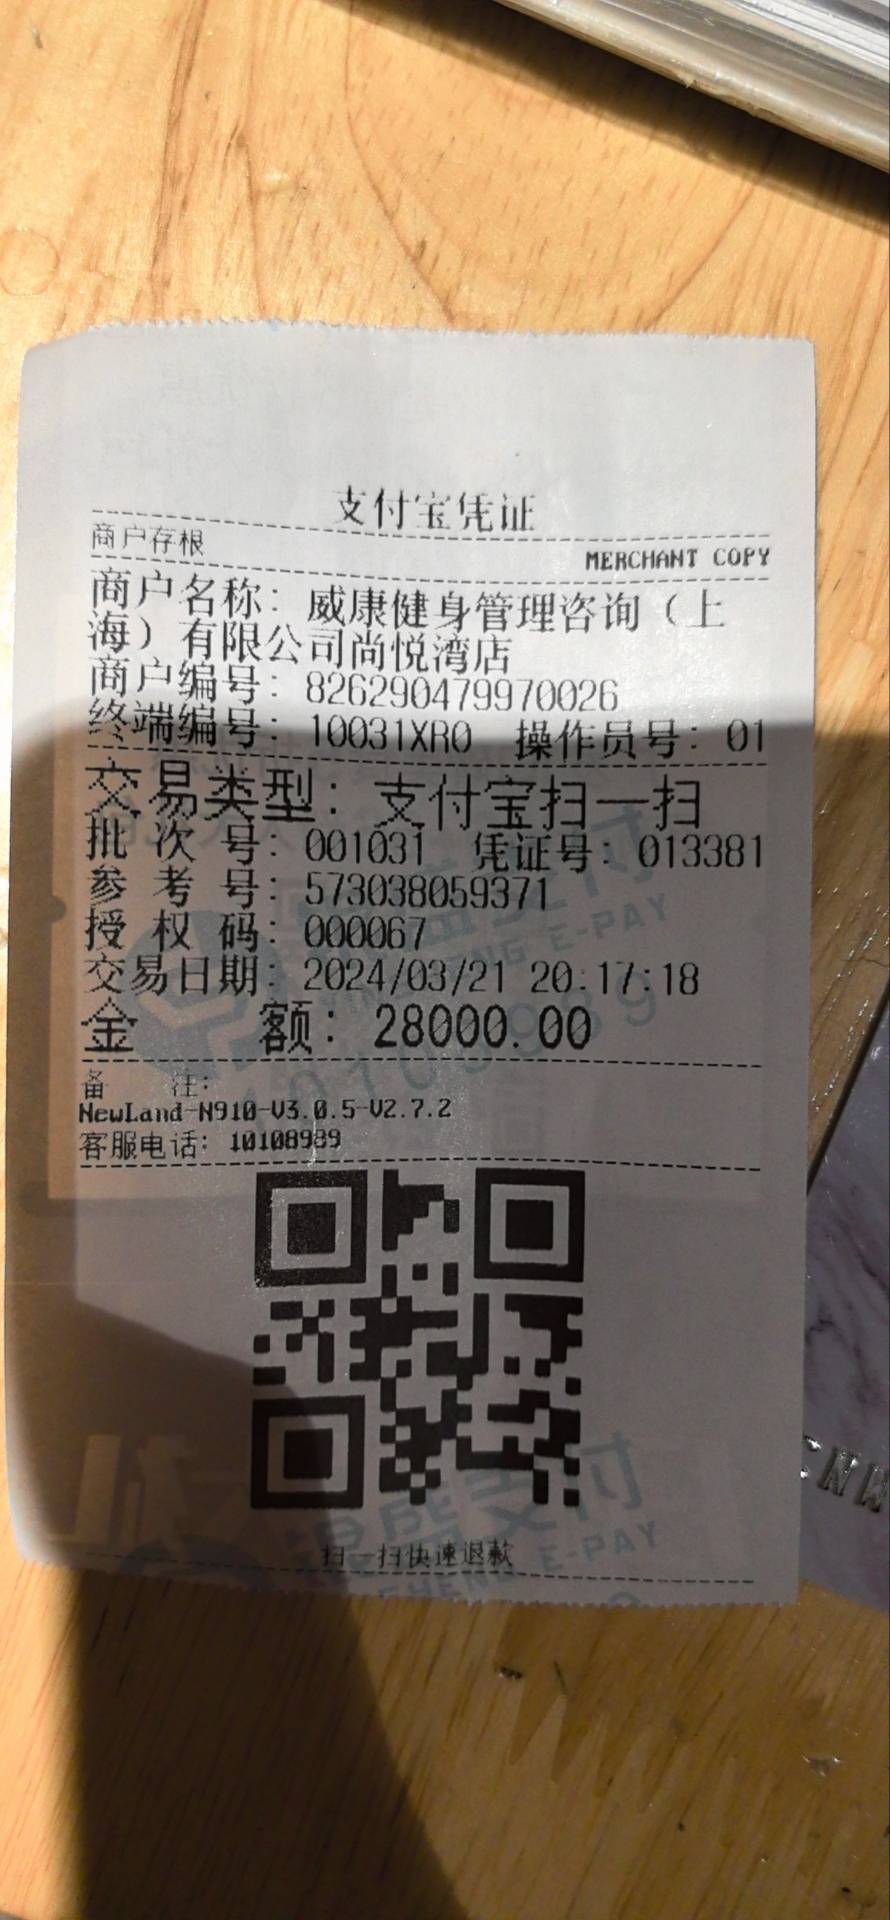 支付宝凭证
商户存根
MERCHANT COPY
商户名称: 威康健身管理咨询（上
海）有限公司尚悦湾店
商户编号: 826290479970026
终端编号: 10031XR0 操作员号: 01
交易类型: 支付宝扫一扫
批 次 号: 001031 凭证号: 013381
参 考 号: 573038059371
授 权 码: 000067
交易日期: 2024/03/21 20:17:18
金 额: 28000.00
备 注:
NewLand-N910-V3.0.5-V2.7.2
客服电话: 10108989
扫一扫快速退款